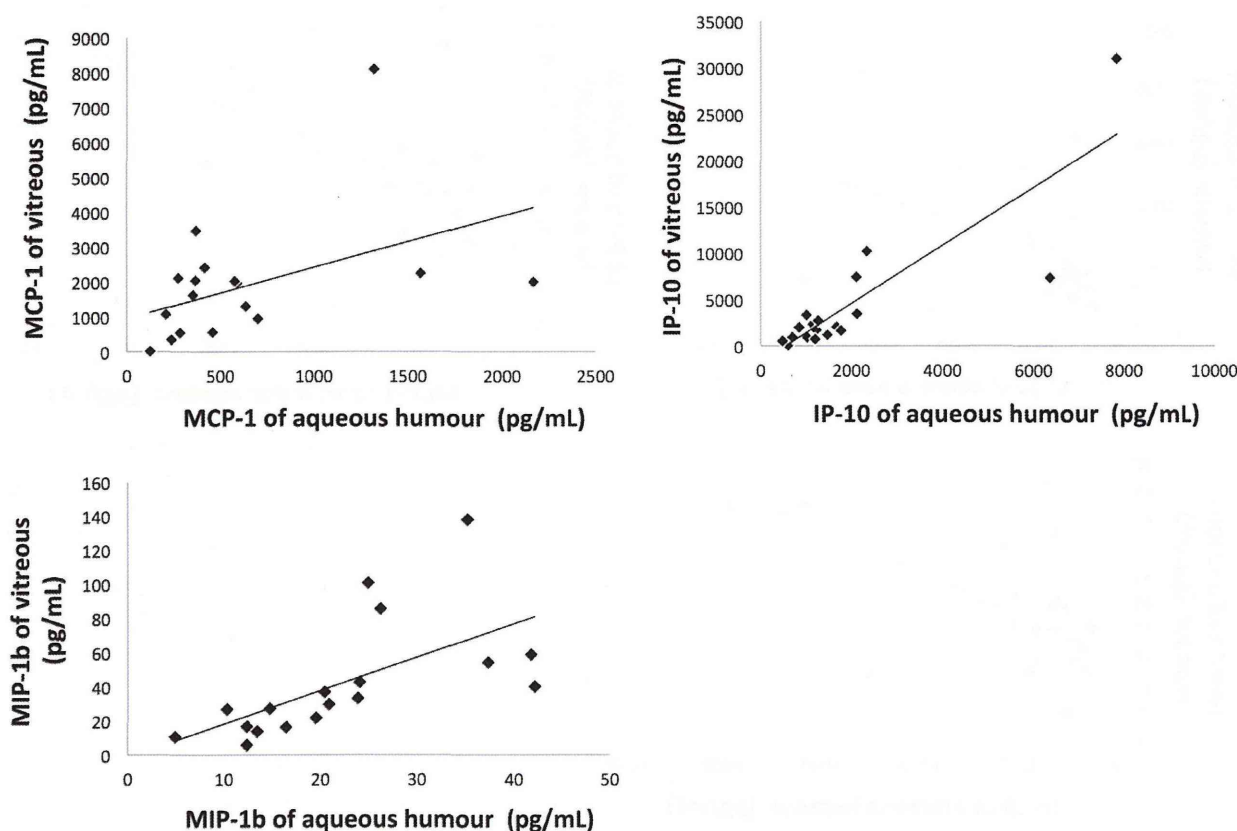 MCP-1 of vitreous (pg/mL)
9000
8000
7000
6000
5000
4000
3000
2000
1000
0
0 500 1000 1500 2000 2500
MCP-1 of aqueous humour (pg/mL)
IP-10 of vitreous (pg/mL)
35000
30000
25000
20000
15000
10000
5000
0
0 2000 4000 6000 8000 10000
IP-10 of aqueous humour (pg/mL)
MIP-1b of vitreous
(pg/mL)
160
140
120
100
80
60
40
20
0
0 10 20 30 40 50
MIP-1b of aqueous humour (pg/mL)